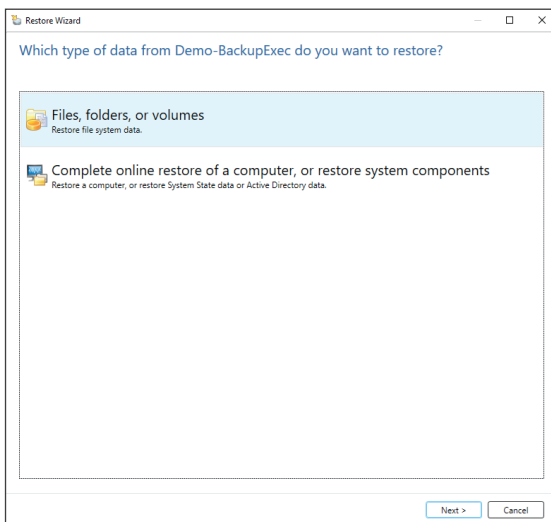 Restore Wizard
Which type of data from Demo-BackupExec do you want to restore?
Files, folders, or volumes
Restore file system data.
Complete online restore of a computer, or restore system components
Restore a computer, or restore System State data or Active Directory data.
Next > Cancel